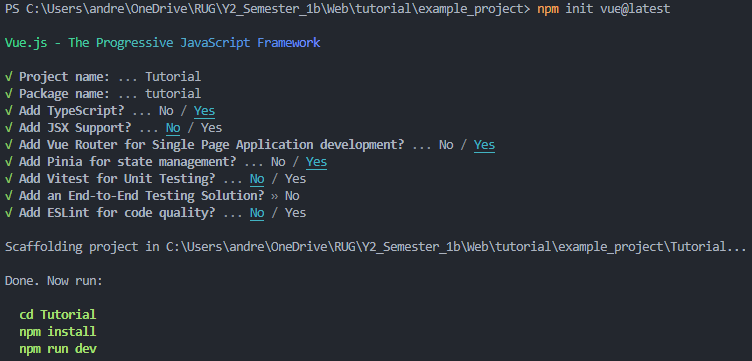 PS C:\Users\andre\OneDrive\RUG\Y2_Semester_1b\Web\tutorial\example_project> npm init vue@latest
Vue.js - The Progressive JavaScript Framework
√ Project name: ... Tutorial
√ Package name: ... tutorial
√ Add TypeScript? ... No / Yes
√ Add JSX Support? ... No / Yes
√ Add Vue Router for Single Page Application development? ... No / Yes
√ Add Pinia for state management? ... No / Yes
√ Add Vitest for Unit Testing? ... No / Yes
√ Add an End-to-End Testing Solution? » No
√ Add ESLint for code quality? ... No / Yes
Scaffolding project in C:\Users\andre\OneDrive\RUG\Y2_Semester_1b\Web\tutorial\example_project\Tutorial...
Done. Now run:
cd Tutorial
npm install
npm run dev